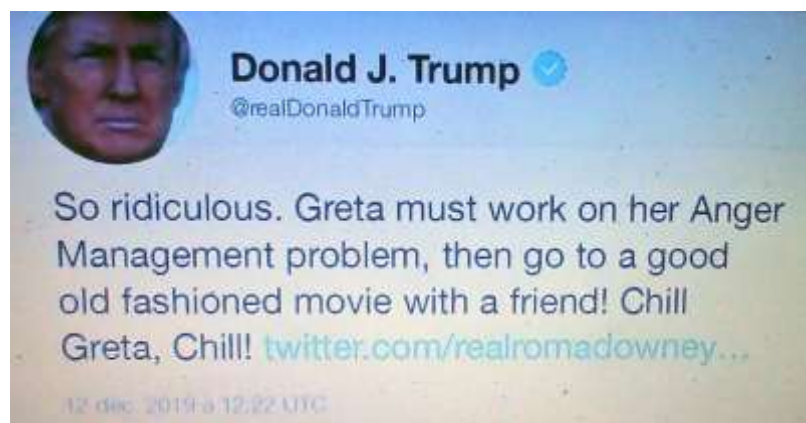 Donald J. Trump
@realDonaldTrump
So ridiculous. Greta must work on her Anger
Management problem, then go to a good
old fashioned movie with a friend! Chill
Greta, Chill! twitter.com/realromadowney...
12 déc. 2019 à 12:22 UTC